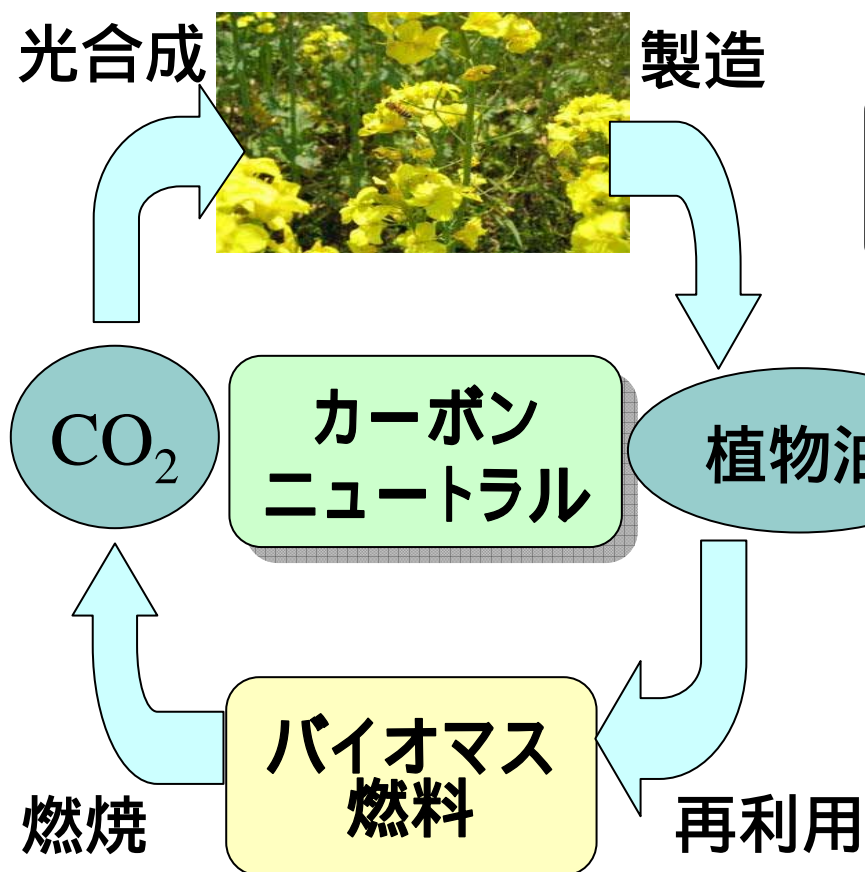 光合成
製造
CO₂
カーボン
ニュートラル
植物油
バイオマス
燃料
燃焼
再利用